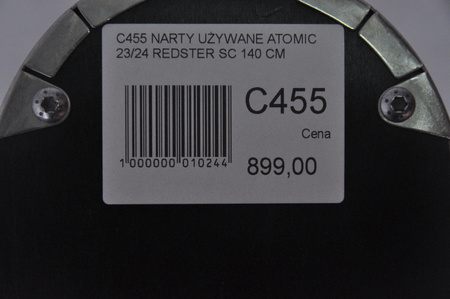 C455 NARTY UŻYWANE ATOMIC
23/24 REDSTER SC 140 CM
C455
Cena
1 000000 010244
899,00